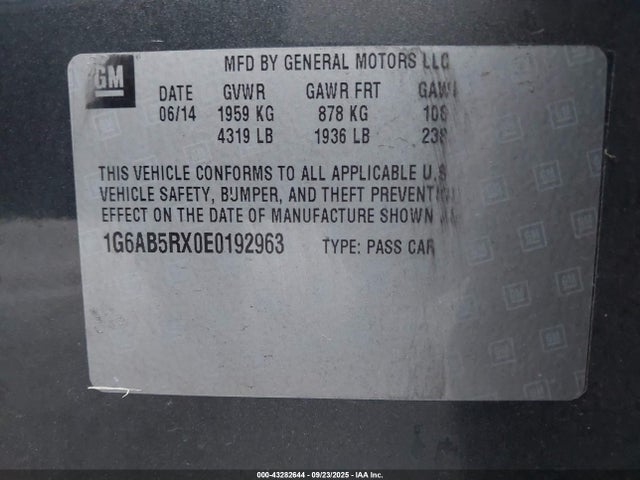 GM
MFD BY GENERAL MOTORS LLC
DATE GVWR GAWR FRT
06/14 1959 KG 878 KG
4319 LB 1936 LB
THIS VEHICLE CONFORMS TO ALL APPLICABLE U.S
VEHICLE SAFETY, BUMPER, AND THEFT
EFFECT ON THE DATE OF MANUFACTURE SHOWN
1G6AB5RX0E0192963 TYPE: PASS CAR
000-43282644 - 09/23/2025 - IAA Inc.